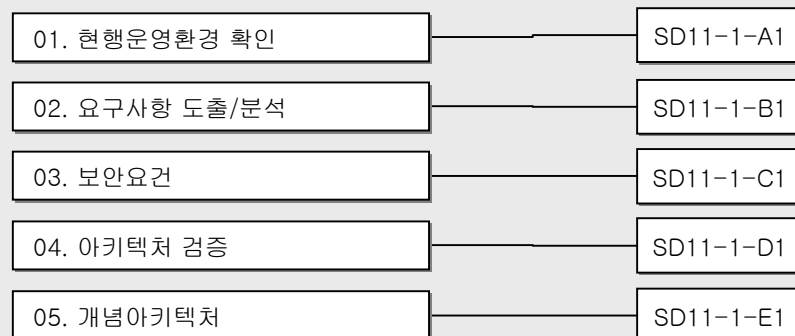 01. 현행운영환경 확인
SD11-1-A1
02. 요구사항 도출/분석
SD11-1-B1
03. 보안요건
SD11-1-C1
04. 아키텍처 검증
SD11-1-D1
05. 개념아키텍처
SD11-1-E1